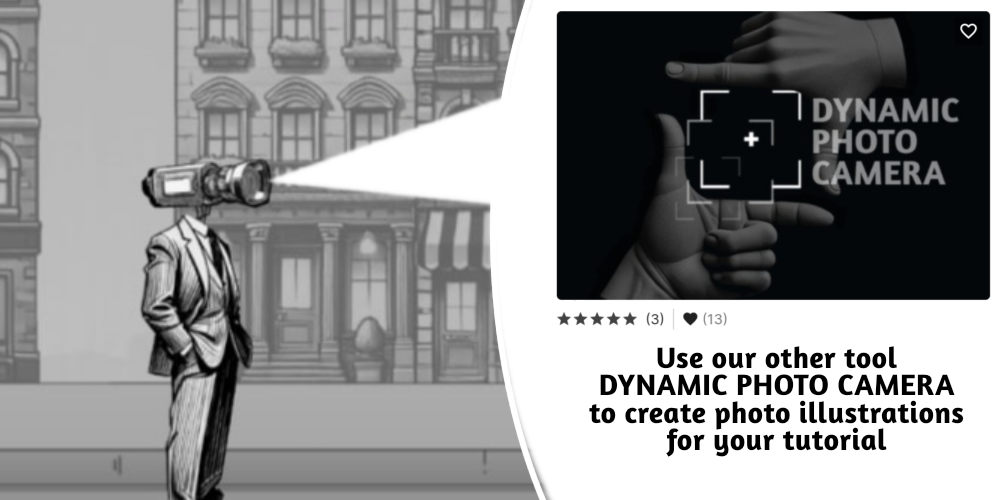 DYNAMIC
PHOTO
CAMERA
(3)
(13)
Use our other tool
DYNAMIC PHOTO CAMERA
to create photo illustrations
for your tutorial